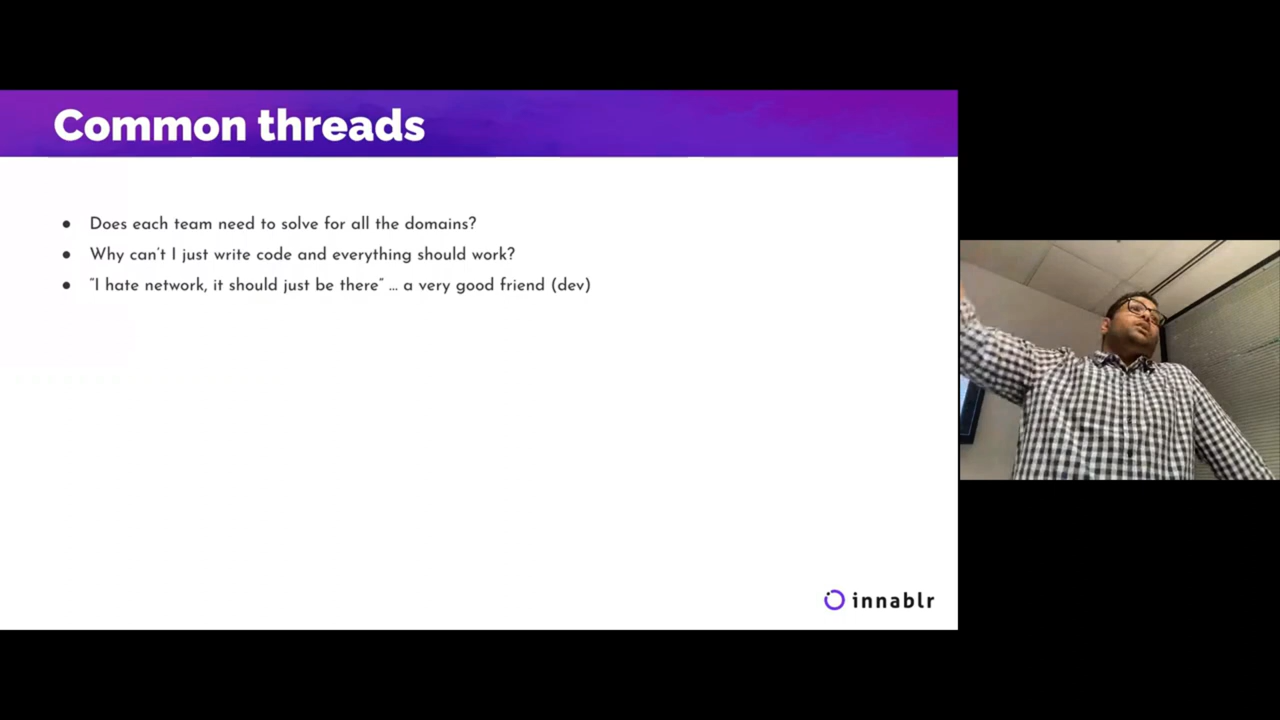 Common threads
● Does each team need to solve for all the domains?
● Why can't I just write code and everything should work?
● "I hate network, it should just be there" ... a very good friend (dev)
innablr